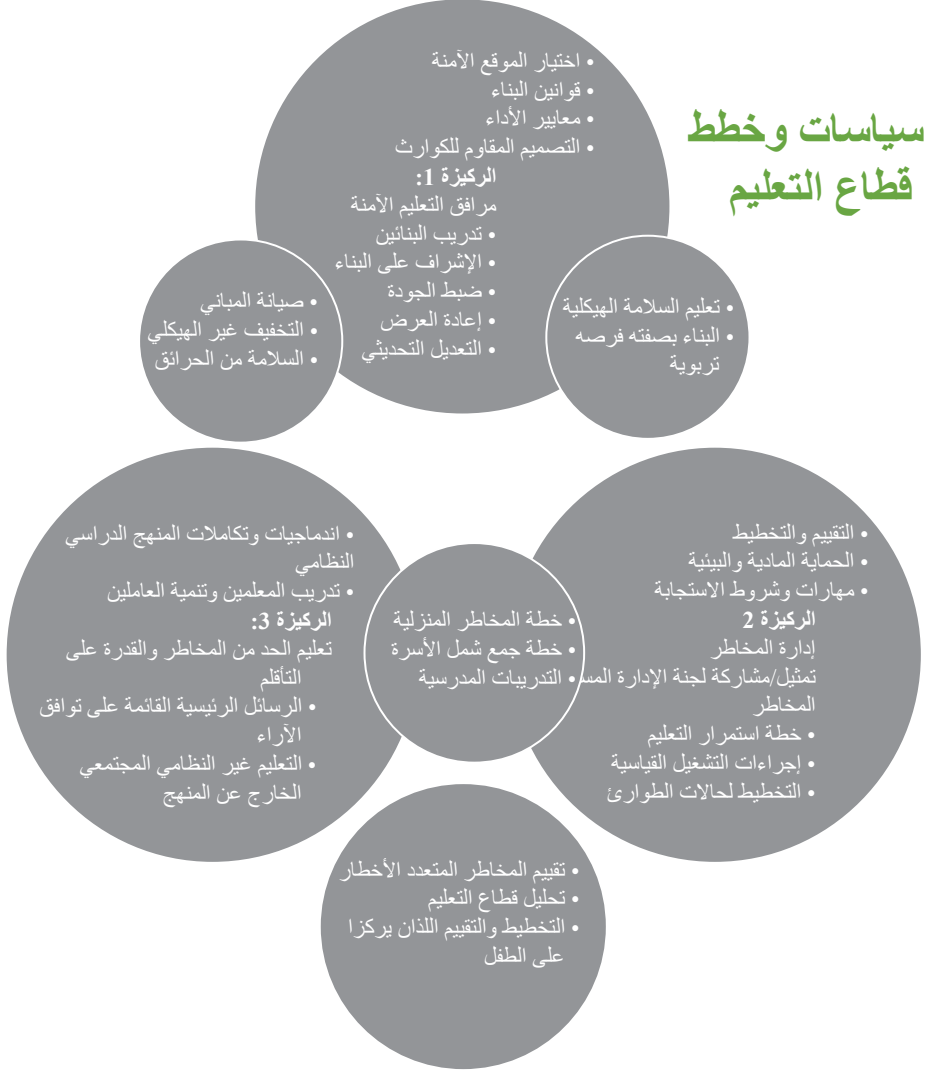 سياسات وخطط
قطاع التعليم
• اختيار الموقع الآمنة
• قوانين البناء
• معايير الأداء
• التصميم المقاوم للكوارث
الركيزة 1:
مرافق التعليم الآمنة
• تدريب البنائين
• الإشراف على البناء
• ضبط الجودة
• إعادة العرض
• التعديل التحديثي
• تعليم السلامة الهيكلية
• البناء بصفته فرصه
تربوية
• صيانة المباني
• التخفيف غير الهيكلي
• السلامة من الحرائق
• التقييم والتخطيط
• الحماية المادية والبيئية
• مهارات وشروط الاستجابة
الركيزة 2
إدارة المخاطر
تمثيل/مشاركة لجنة الإدارة
المخاطر
• خطة استمرار التعليم
• إجراءات التشغيل القياسية
• التخطيط لحالات الطوارئ
• خطة المخاطر المنزلية
• خطة جمع شمل الأسرة
• التدريبات المدرسية
• اندماجيات وتكاملات المنهج الدراسي
النظامي
• تدريب المعلمين وتنمية العاملين
الركيزة 3:
تعليم الحد من المخاطر والقدرة على
التأقلم
• الرسائل الرئيسية القائمة على توافق
الآراء
• التعليم غير النظامي المجتمعي
الخارج عن المنهج
• تقييم المخاطر المتعدد الأخطار
• تحليل قطاع التعليم
• التخطيط والتقييم اللذان يركزا
على الطفل